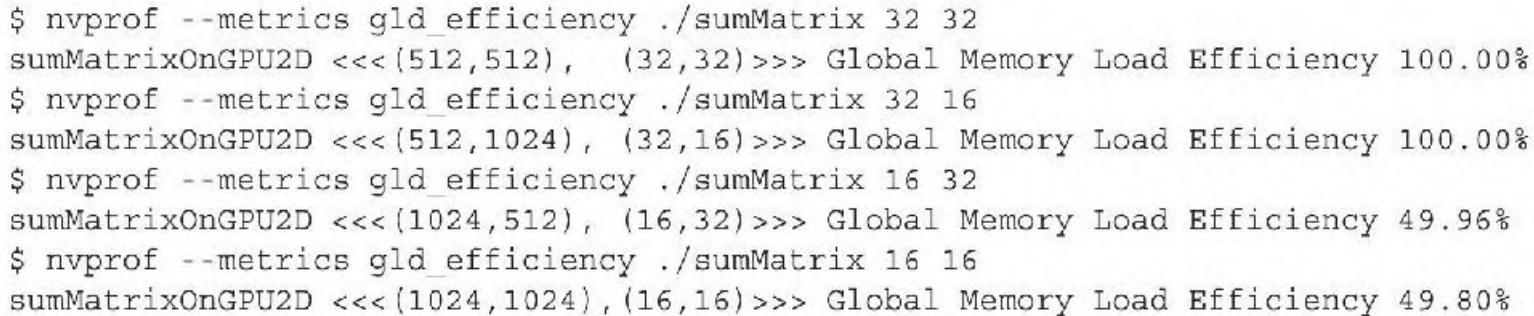 $ nvprof --metrics gld_efficiency ./sumMatrix 32 32
sumMatrixOnGPU2D <<<(512,512), (32,32)>>> Global Memory Load Efficiency 100.00%
$ nvprof --metrics gld_efficiency ./sumMatrix 32 16
sumMatrixOnGPU2D <<<(512,1024), (32,16)>>> Global Memory Load Efficiency 100.00%
$ nvprof --metrics gld_efficiency ./sumMatrix 16 32
sumMatrixOnGPU2D <<<(1024,512), (16,32)>>> Global Memory Load Efficiency 49.96%
$ nvprof --metrics gld_efficiency ./sumMatrix 16 16
sumMatrixOnGPU2D <<<(1024,1024),(16,16)>>> Global Memory Load Efficiency 49.80%